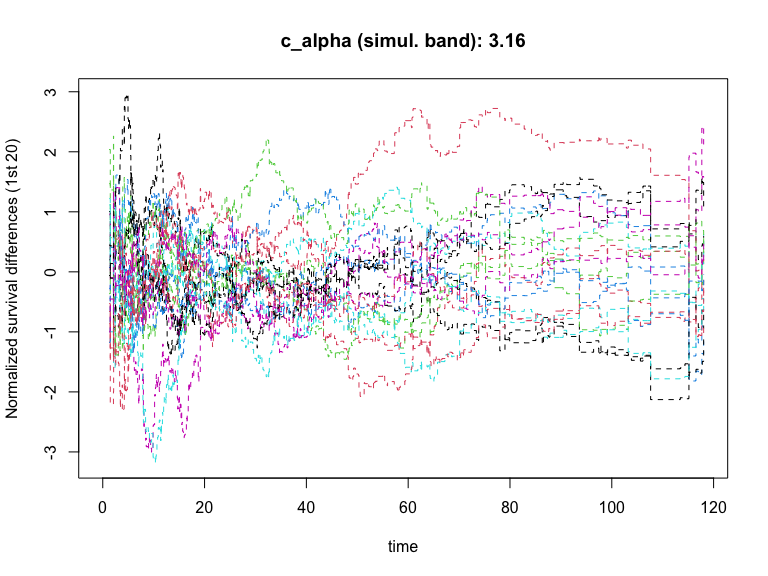 c_alpha (simul. band): 3.16
Normalized survival differences (1st 20)
3
2
1
0
-1
-2
-3
0 20 40 60 80 100 120
time